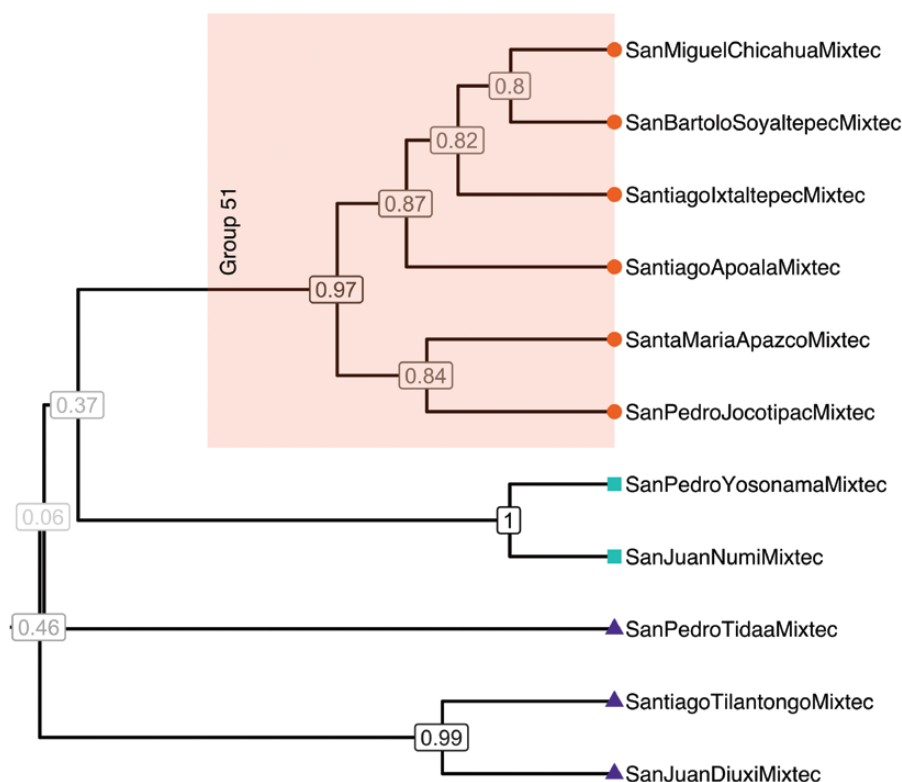 SanMiguelChicahuaMixtec
0.8
SanBartoloSoyaltepecMixtec
0.82
SantiagoIxtaltepecMixtec
0.87
Group 51
SantiagoApoalaMixtec
0.97
SantaMariaApazcoMixtec
0.84
SanPedroJocotipacMixtec
0.37
SanPedroYosonamaMixtec
0.06
1
SanJuanNumiMixtec
0.46
SanPedroTidaaMixtec
SantiagoTilantongoMixtec
0.99
SanJuanDiuxiMixtec